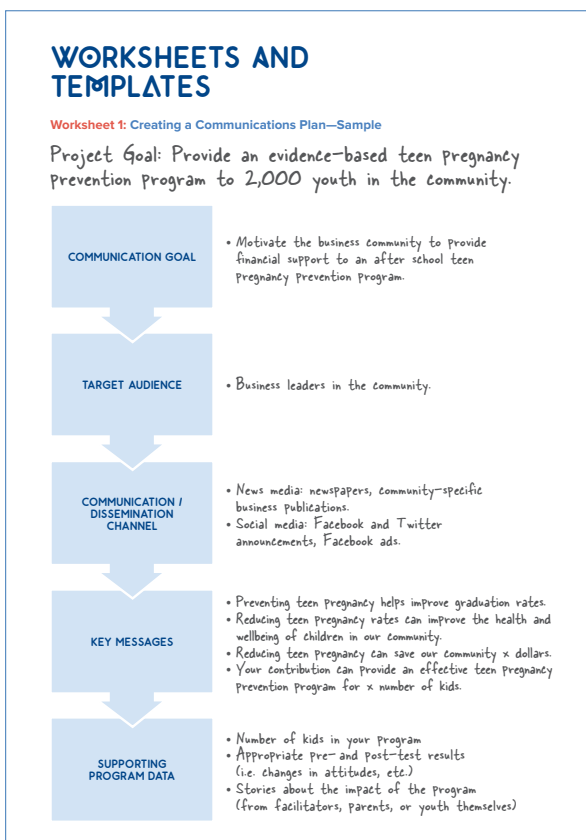 WORKSHEETS AND
TEMPLATES
Worksheet 1: Creating a Communications Plan—Sample
Project Goal: Provide an evidence-based teen pregnancy
prevention program to 2,000 youth in the community.
COMMUNICATION GOAL
• Motivate the business community to provide
financial support to an after school teen
pregnancy prevention program.
TARGET AUDIENCE
• Business leaders in the community.
COMMUNICATION /
DISSEMINATION
CHANNEL
• News media: newspapers, community-specific
business publications.
• Social media: Facebook and Twitter
announcements, Facebook ads.
KEY MESSAGES
• Preventing teen pregnancy helps improve graduation rates.
• Reducing teen pregnancy rates can improve the health and
wellbeing of children in our community.
• Reducing teen pregnancy can save our community x dollars.
• Your contribution can provide an effective teen pregnancy
prevention program for x number of kids.
SUPPORTING
PROGRAM DATA
• Number of kids in your program
• Appropriate pre- and post-test results
(i.e. changes in attitudes, etc.)
• Stories about the impact of the program
(from facilitators, parents, or youth themselves)